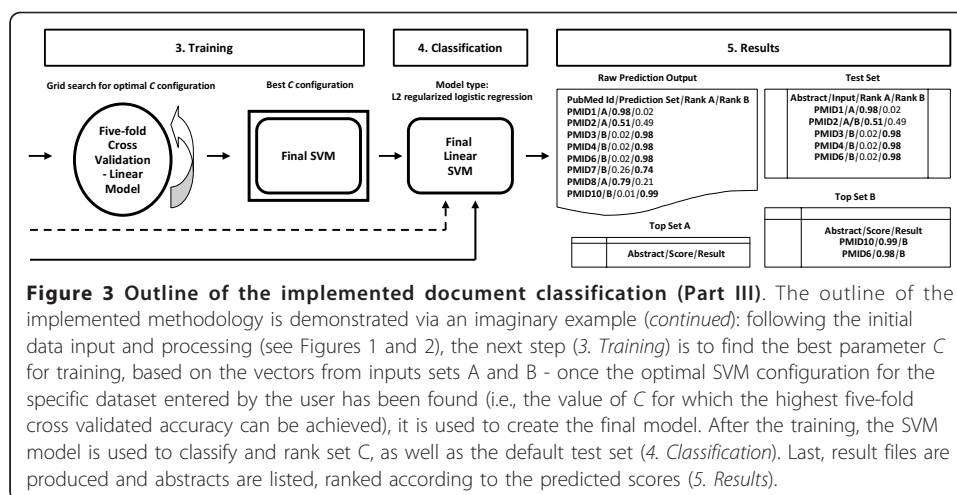 3. Training
4. Classification
5. Results
Grid search for optimal C configuration
Five-fold
Cross
Validation
- Linear
Model
Best C configuration
Final SVM
Model type:
L2 regularized logistic regression
Final
Linear
SVM
Raw Prediction Output
PubMed Id/Prediction Set/Rank A/Rank B
PMID1/A/0.98/0.02
PMID2/A/0.51/0.49
PMID3/B/0.02/0.98
PMID4/B/0.02/0.98
PMID6/B/0.02/0.98
PMID7/B/0.26/0.74
PMID8/A/0.79/0.21
PMID10/B/0.01/0.99
Test Set
Abstract/Input/Rank A/Rank B
PMID1/A/0.98/0.02
PMID2/A/B/0.51/0.49
PMID3/B/0.02/0.98
PMID4/B/0.02/0.98
PMID6/B/0.02/0.98
Top Set A
Abstract/Score/Result
Top Set B
Abstract/Score/Result
PMID10/0.99/B
PMID6/0.98/B
Figure 3 Outline of the implemented document classification (Part III). The outline of the
implemented methodology is demonstrated via an imaginary example (continued): following the initial
data input and processing (see Figures 1 and 2), the next step (3. Training) is to find the best parameter C
for training, based on the vectors from inputs sets A and B - once the optimal SVM configuration for the
specific dataset entered by the user has been found (i.e., the value of C for which the highest five-fold
cross validated accuracy can be achieved), it is used to create the final model. After the training, the SVM
model is used to classify and rank set C, as well as the default test set (4. Classification). Last, result files are
produced and abstracts are listed, ranked according to the predicted scores (5. Results).